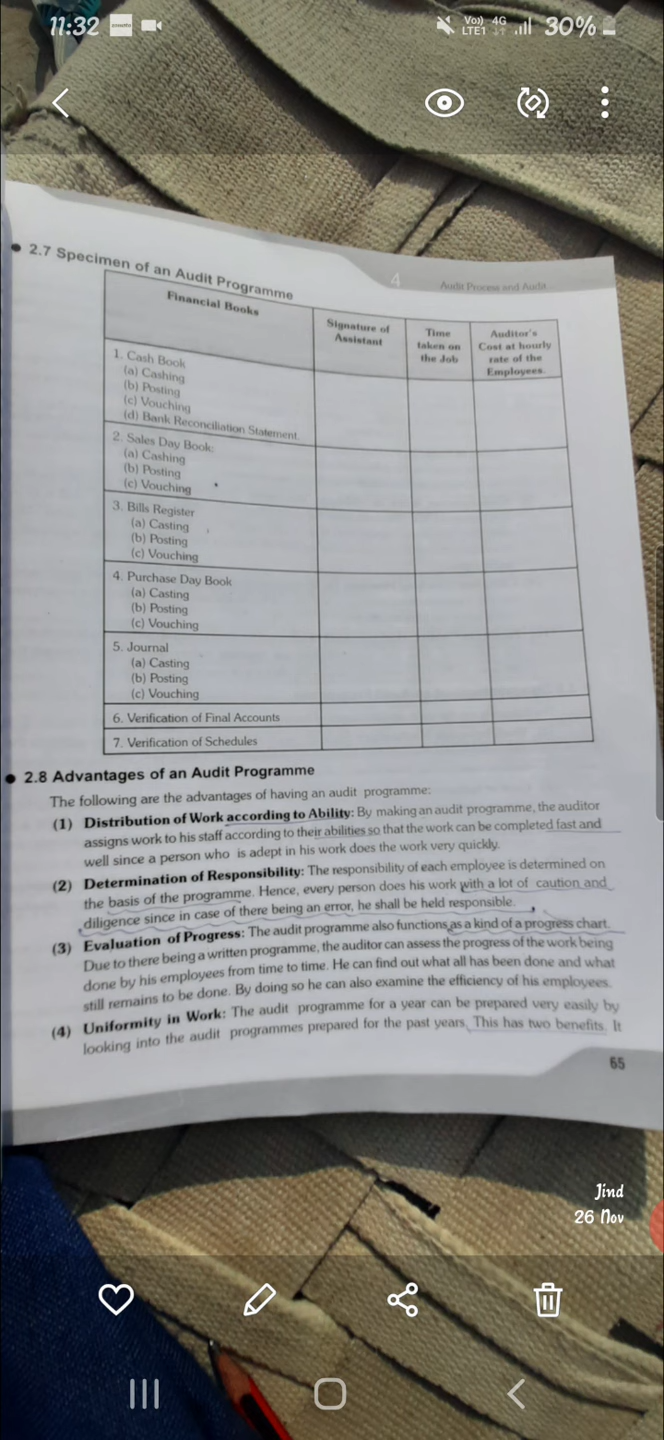 11:32
Vo)) 4G
LTE1
30%
2.7 Specimen of an Audit Programme
Audit Process and Audit
Financial Books
Signature of
Assistant
Time
taken on
the Job
Auditor's
Cost at hourly
rate of the
Employees.
1. Cash Book
(a) Cashing
(b) Posting
(c) Vouching
(d) Bank Reconciliation Statement.
2. Sales Day Book:
(a) Cashing
(b) Posting
(c) Vouching
3. Bills Register
(a) Casting
(b) Posting
(c) Vouching
4. Purchase Day Book
(a) Casting
(b) Posting
(c) Vouching
5. Journal
(a) Casting
(b) Posting
(c) Vouching
6. Verification of Final Accounts
7. Verification of Schedules
2.8 Advantages of an Audit Programme
The following are the advantages of having an audit programme:
(1) Distribution of Work according to Ability: By making an audit programme, the auditor
assigns work to his staff according to their abilities so that the work can be completed fast and
well since a person who is adept in his work does the work very quickly.
(2) Determination of Responsibility: The responsibility of each employee is determined on
the basis of the programme. Hence, every person does his work with a lot of caution and
diligence since in case of there being an error, he shall be held responsible.
(3) Evaluation of Progress: The audit programme also functions as a kind of a progress chart.
Due to there being a written programme, the auditor can assess the progress of the work being
done by his employees from time to time. He can find out what all has been done and what
still remains to be done. By doing so he can also examine the efficiency of his employees.
(4) Uniformity in Work: The audit programme for a year can be prepared very easily by
looking into the audit programmes prepared for the past years. This has two benefits. It
65
Jind
26 Nov